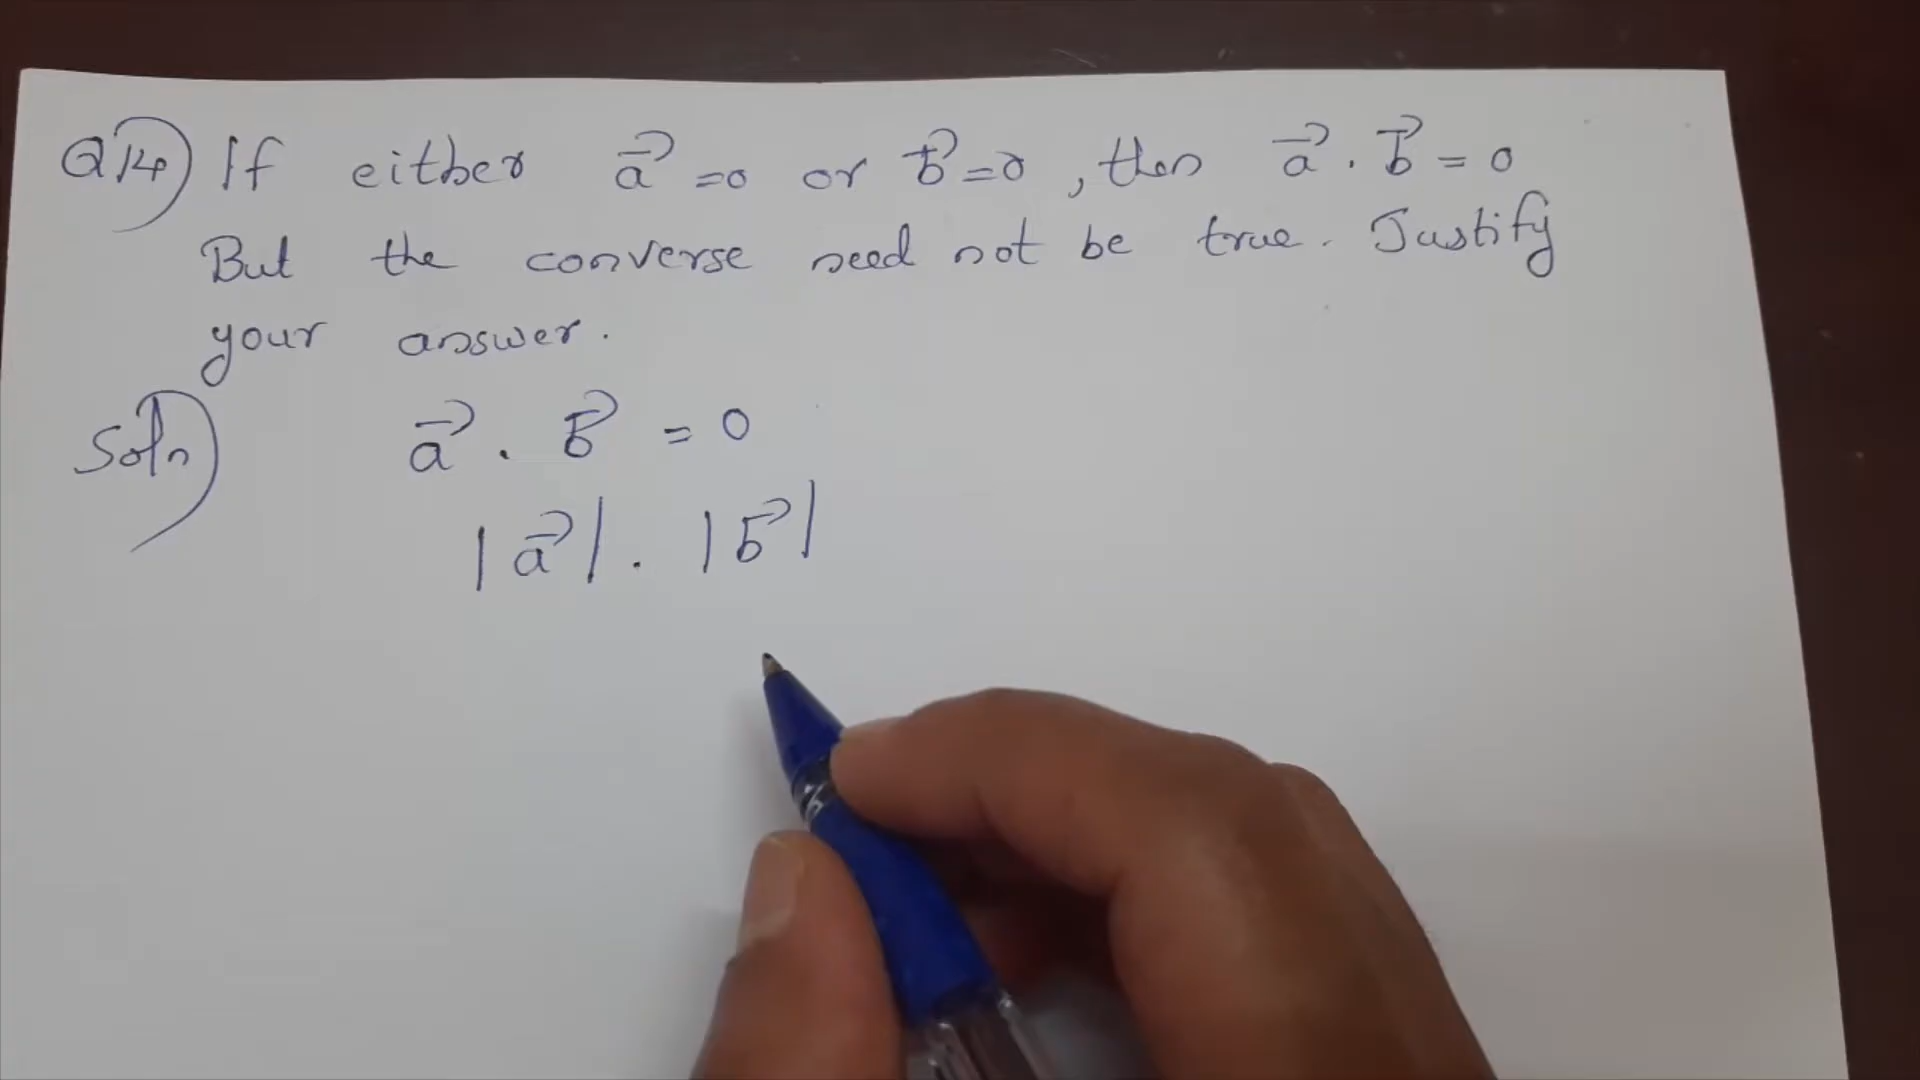 Q14) If either a⃗ =0 or b⃗=0, then a⃗ . b⃗ = 0
But the converse need not be true. Justify
your answer.
Soln) a⃗ . b⃗ = 0
|a⃗| . |b⃗|